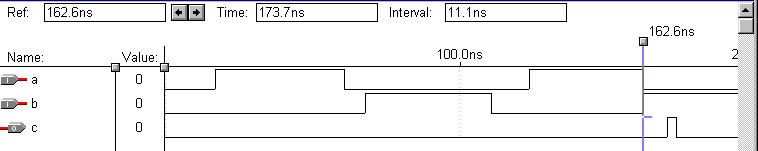 Ref: 162.6ns Time: 173.7ns Interval: 11.1ns
162.6ns
Name: Value: 100.0ns 2
I a 0
I b 0
O c 0